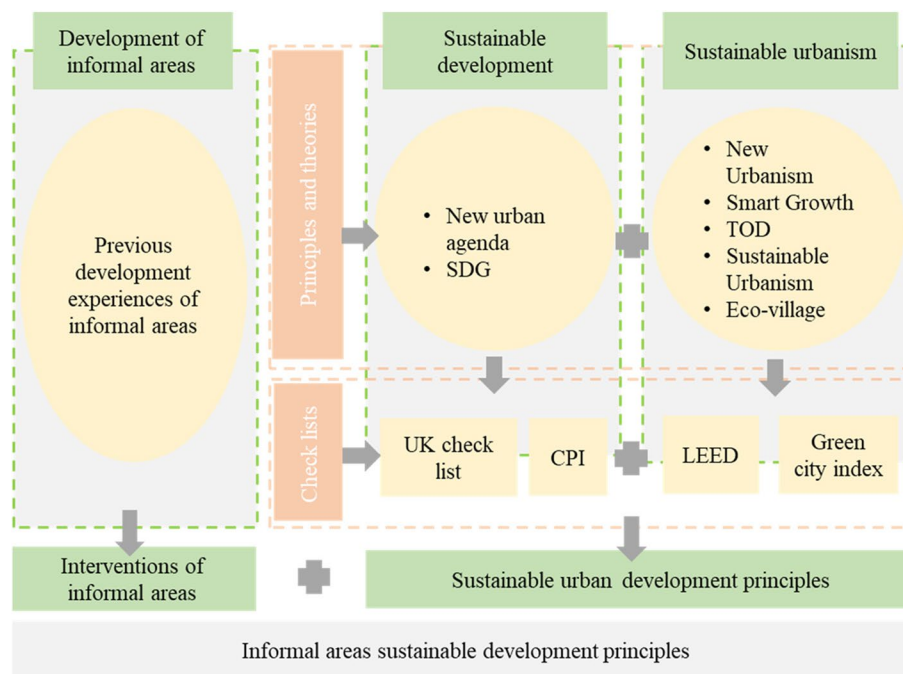 Development of
informal areas
Previous
development
experiences of
informal areas
Interventions of
informal areas
Principles and theories
Check lists
Sustainable
development
• New urban
agenda
• SDG
UK check
list
CPI
Sustainable urbanism
• New
Urbanism
• Smart Growth
• TOD
• Sustainable
Urbanism
• Eco-village
LEED
Green
city index
Sustainable urban development principles
Informal areas sustainable development principles